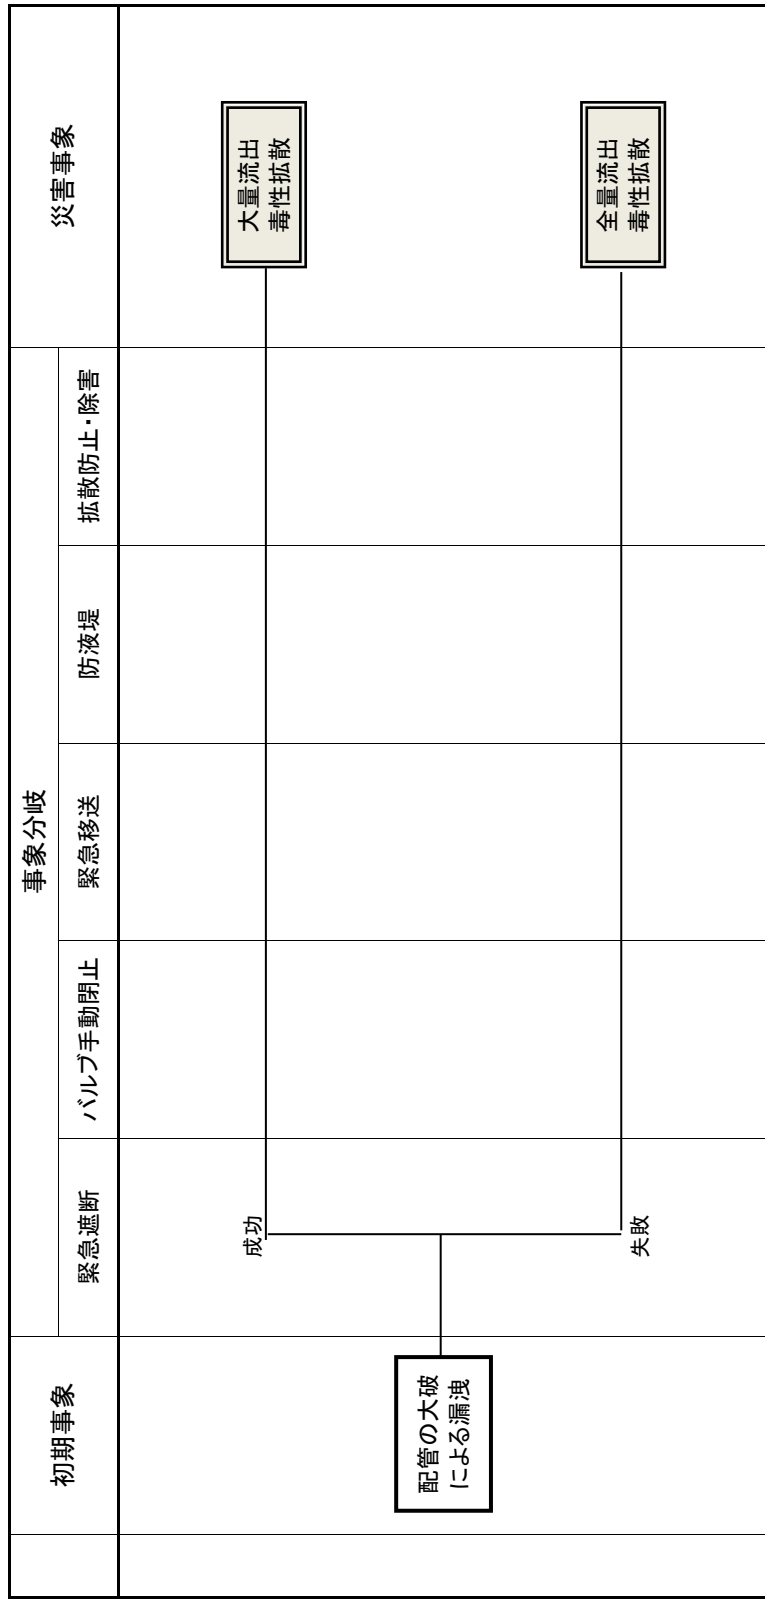 初期事象
事象分岐
災害事象
緊急遮断
バルブ手動閉止
緊急移送
防液堤
拡散防止・除害
配管の大破
による漏洩
成功
大量流出
毒性拡散
失敗
全量流出
毒性拡散